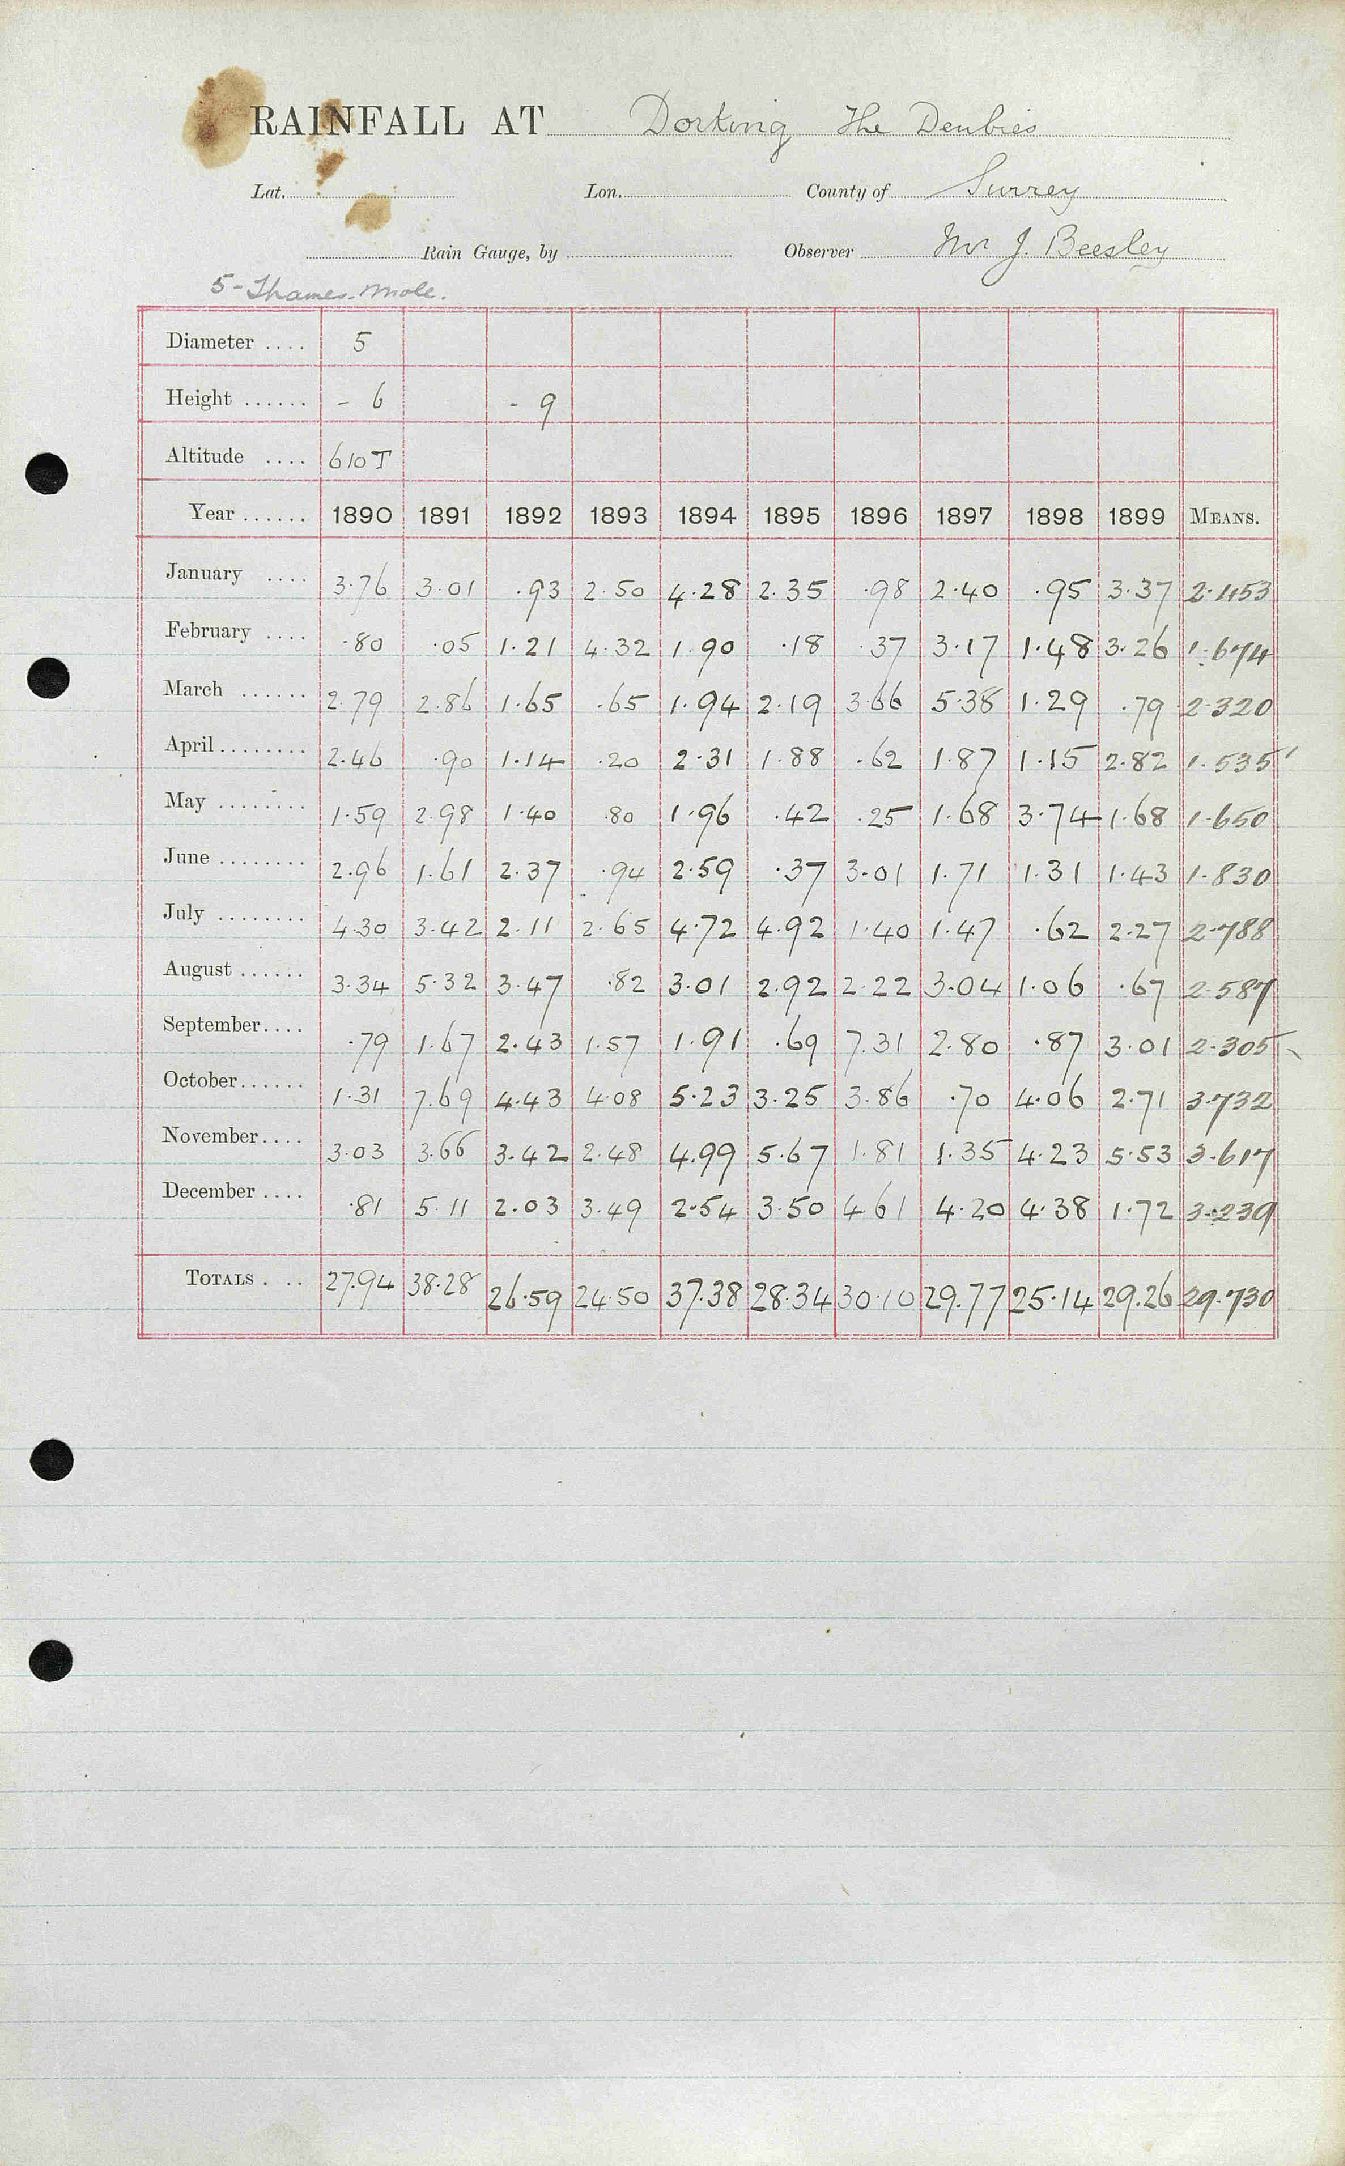 RAINFALL AT Dorking The Denbies
Lat. Lon. County of Surrey
Rain Gauge, by Observer Mr J. Beesley
5 - Thames - Mole.
Diameter .... 5
Height ...... - 6 - 9
Altitude .... 610 T
Year ...... 1890 1891 1892 1893 1894 1895 1896 1897 1898 1899 MEANS.
January .... 3.76 3.01 .93 2.50 4.28 2.35 .98 2.40 .95 3.37 2.453
February .... .80 .05 1.21 4.32 1.90 .18 .37 3.17 1.48 3.26 1.674
March ...... 2.79 2.86 1.65 .65 1.94 2.19 3.66 5.38 1.29 .79 2.320
April ........ 2.46 .90 1.14 .20 2.31 1.88 .62 1.87 1.15 2.82 1.535
May ........ 1.59 2.98 1.40 .80 1.96 .42 .25 1.68 3.74 1.68 1.650
June ........ 2.96 1.61 2.37 .94 2.59 .37 3.01 1.71 1.31 1.43 1.830
July ........ 4.30 3.42 2.11 2.65 4.72 4.92 1.40 1.47 .62 2.27 2.788
August ...... 3.34 5.32 3.47 .82 3.01 2.92 2.22 3.04 1.06 .67 2.587
September .... .79 1.67 2.43 1.57 1.91 .69 7.31 2.80 .87 3.01 2.305
October ...... 1.31 7.69 4.43 4.08 5.23 3.25 3.86 .70 4.06 2.71 3.732
November .... 3.03 3.66 3.42 2.48 4.99 5.67 1.81 1.35 4.23 5.53 3.617
December .... .81 5.11 2.03 3.49 2.54 3.50 4.61 4.20 4.38 1.72 3.239
TOTALS . .. 27.94 38.28 26.59 24.50 37.38 28.34 30.10 29.77 25.14 29.26 29.730